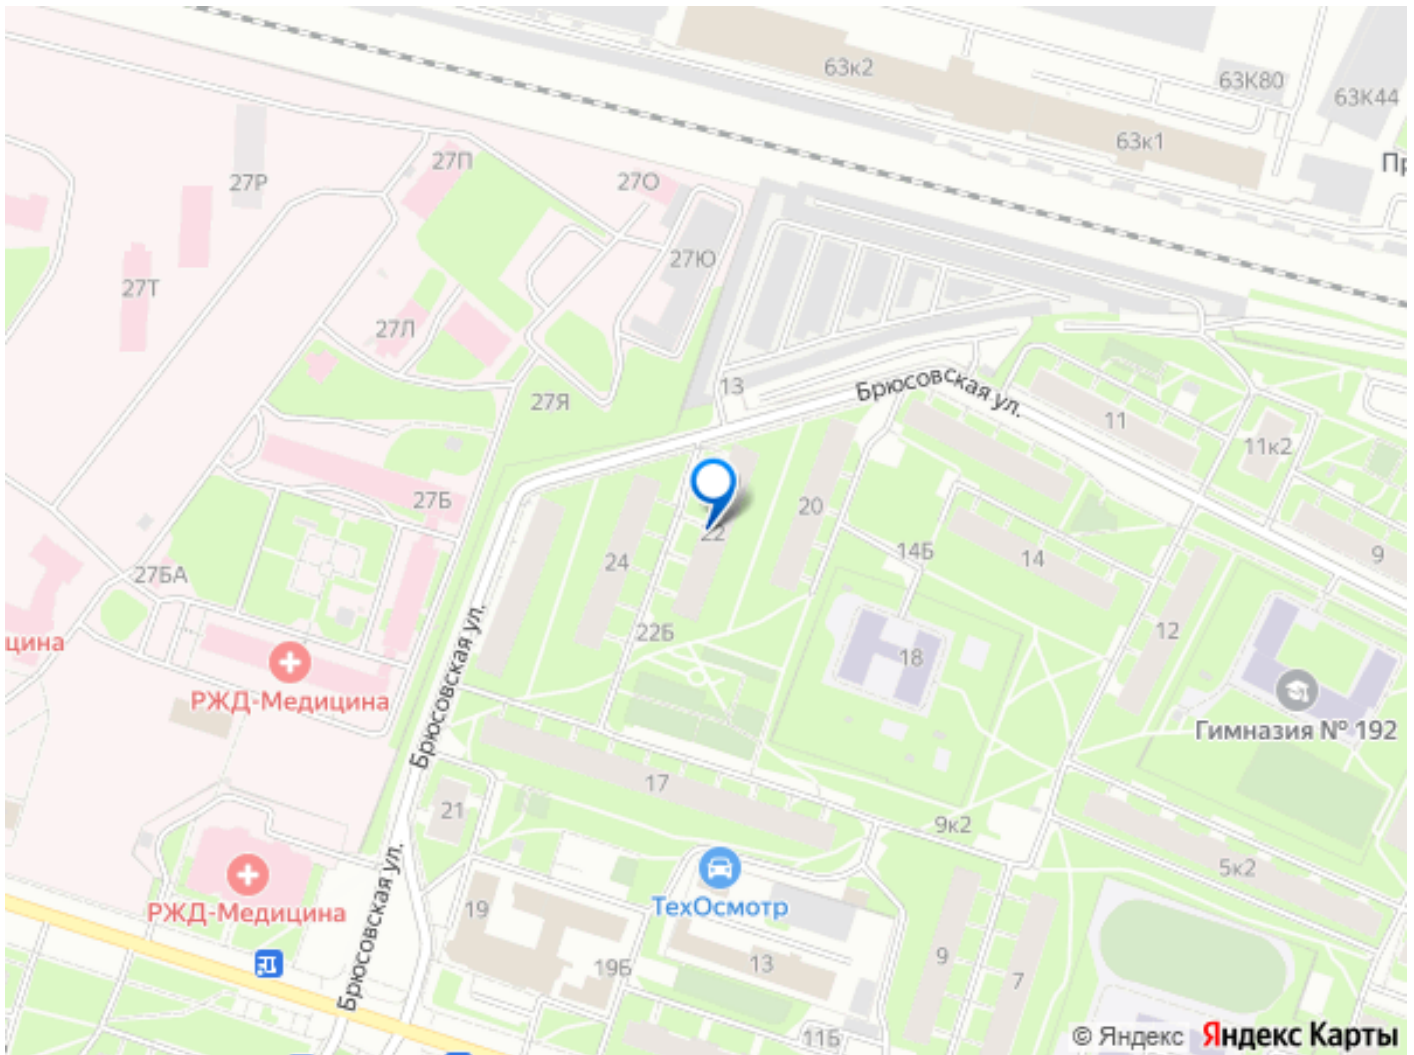 63к2
63К80
63К44
63к1
Пр
27П
27Р
27О
27Ю
27Т
27Л
13
Брюсовская ул.
27Я
11
11к2
27Б
20
22
24
14Б
14
9
27БА
22Б
12
18
цина
РЖД-Медицина
Брюсовская ул.
Гимназия № 192
17
21
9к2
5к2
РЖД-Медицина
Брюсовская ул.
ТехОсмотр
19
19Б
13
9
7
11Б
© Яндекс Яндекс Карты